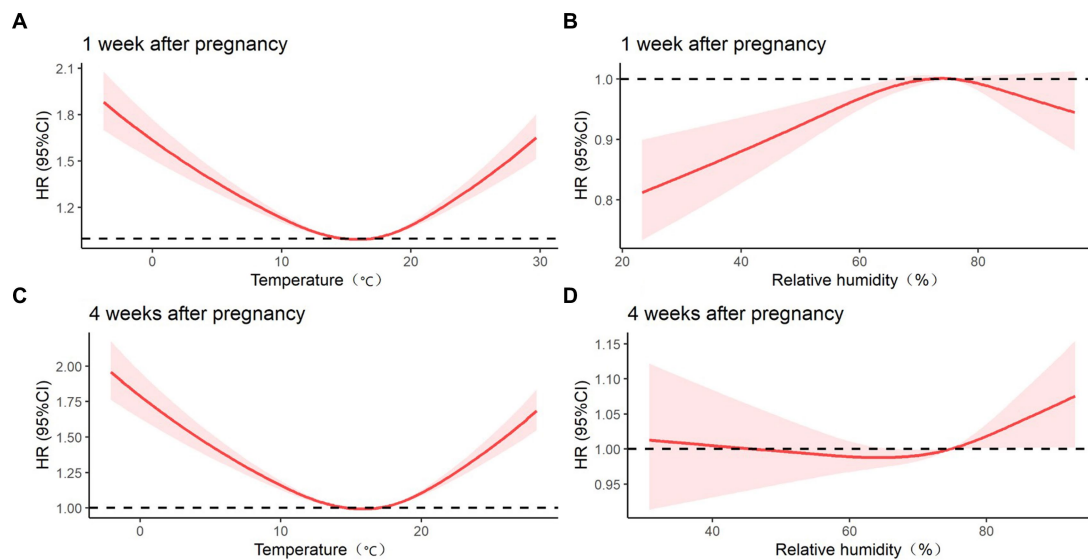 A
1 week after pregnancy
HR (95%CI)
2.1
1.8
1.5
1.2
0
10
20
30
Temperature（℃）
B
1 week after pregnancy
HR (95%CI)
1.0
0.9
0.8
20
40
60
80
Relative humidity（%）
C
4 weeks after pregnancy
HR (95%CI)
2.00
1.75
1.50
1.25
1.00
0
10
20
Temperature（℃）
D
4 weeks after pregnancy
HR (95%CI)
1.15
1.10
1.05
1.00
0.95
40
60
80
Relative humidity（%）